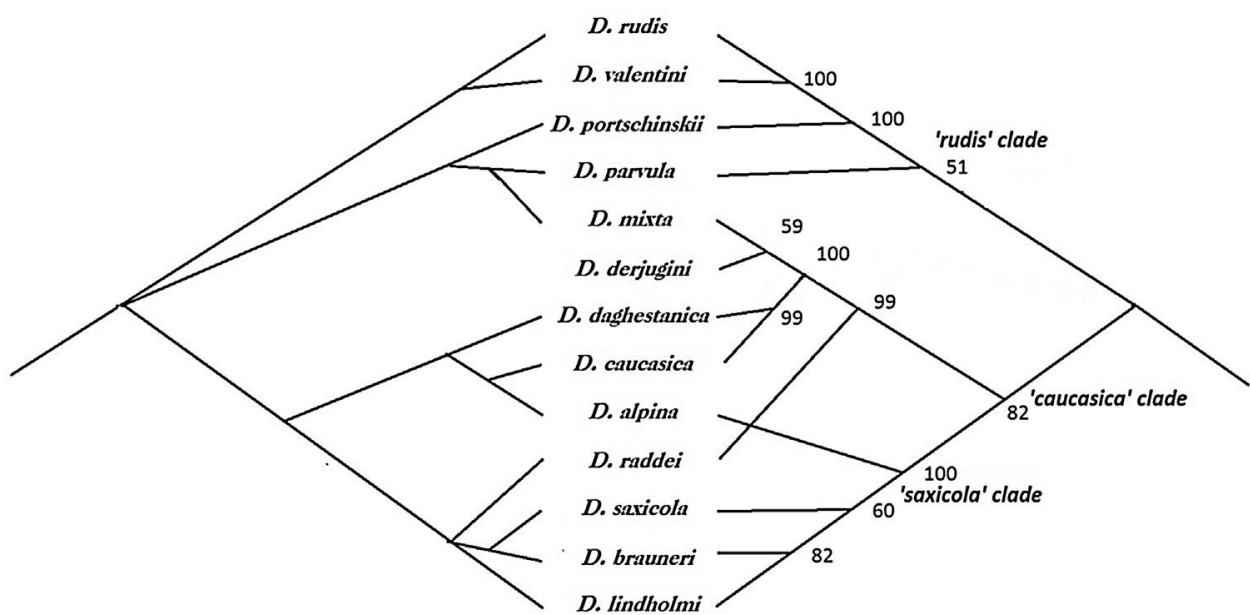 D. rudis
D. valentini
100
D. portschinskii
100
'rudis' clade
D. parvula
51
D. mixta
59
D. derjugini
100
D. daghestanica
99
99
D. caucasica
'caucasica' clade
D. alpina
82
D. raddei
100
'saxicola' clade
D. saxicola
60
D. brauneri
82
D. lindholmi